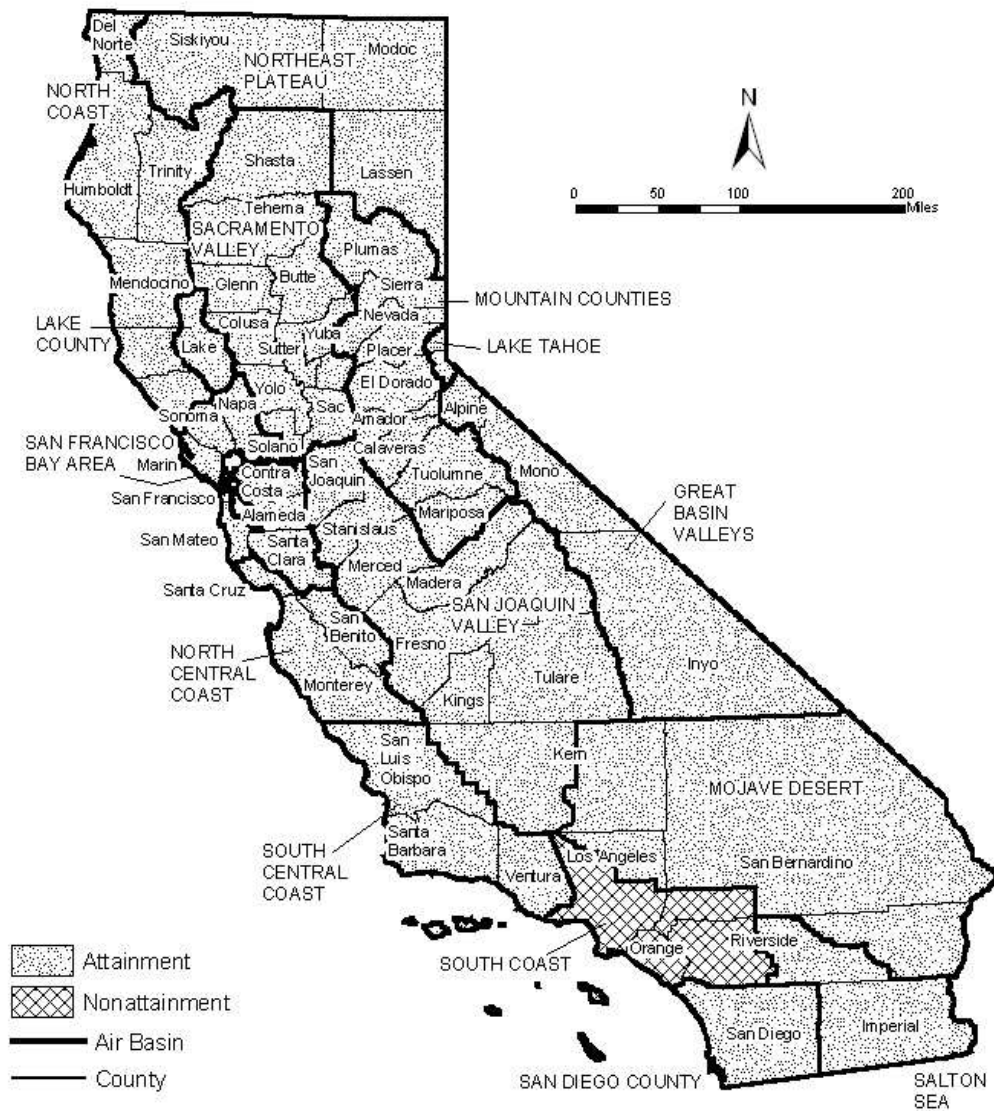 Del
Norte
Siskiyou
Modoc
NORTHEAST
PLATEAU
NORTH
COAST
N
Shasta
Trinity
Lassen
Humboldt
0 50 100 200
Miles
Tehema
SACRAMENTO
VALLEY
Plumas
Butte
Mendocino
Glenn
Sierra
MOUNTAIN COUNTIES
Nevada
Colusa
Yuba
LAKE
COUNTY
Lake
Sutter
Placer
LAKE TAHOE
El Dorado
Yolo
Napa
Sac
Sonoma
Alpine
Amador
Solano
Calaveras
SAN FRANCISCO
BAY AREA
Marin
San
Joaquin
Contra
Costa
Tuolumne
Mono
San Francisco
Alameda
Mariposa
GREAT
BASIN
VALLEYS
Stanislaus
San Mateo
Santa
Clara
Merced
Madera
Santa Cruz
SAN JOAQUIN
VALLEY
San
Benito
Fresno
NORTH
CENTRAL
COAST
Inyo
Monterey
Kings
Tulare
San
Luis
Obispo
Kern
MOJAVE DESERT
Santa
Barbara
SOUTH
CENTRAL
COAST
Los Angeles
San Bernardino
Ventura
Orange
Riverside
SOUTH COAST
San Diego
Imperial
SAN DIEGO COUNTY
SALTON
SEA
Attainment
Nonattainment
Air Basin
County